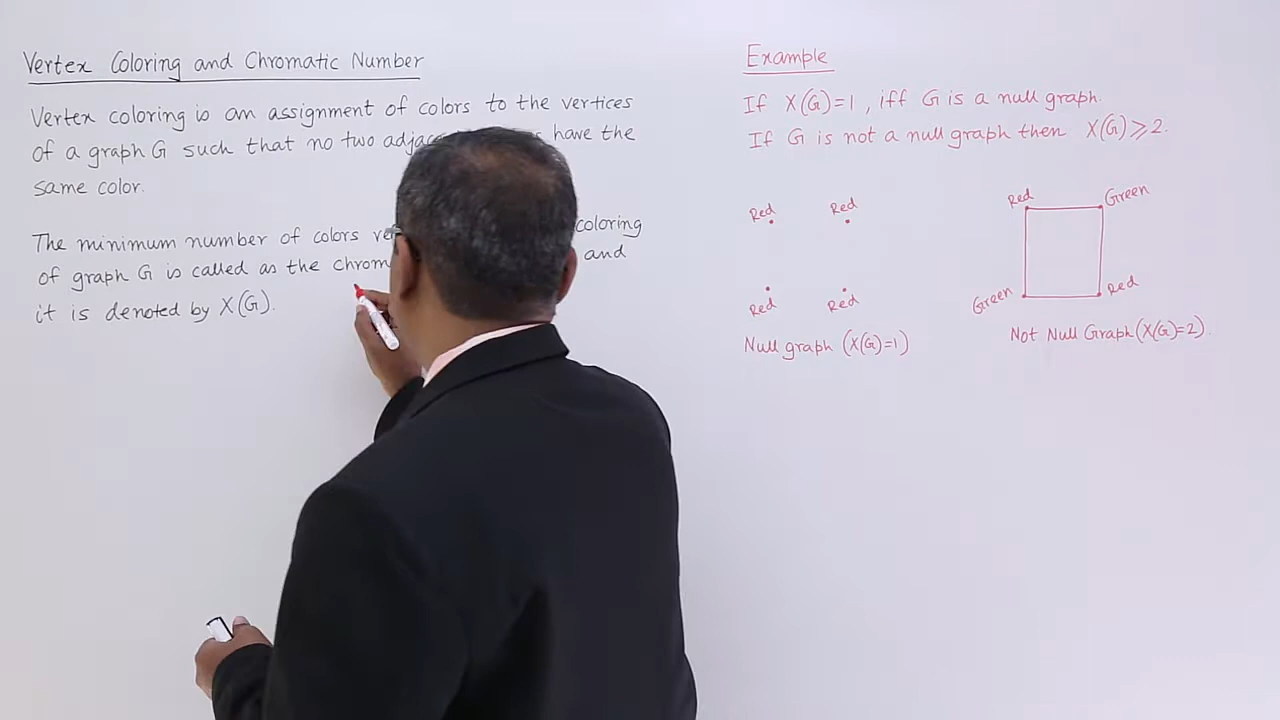 Vertex Coloring and Chromatic Number
Vertex coloring is an assignment of colors to the vertices
of a graph G such that no two have the
same color.
The minimum number of colors coloring
of graph G is called as the and
it is denoted by X(G).
Example
If X(G)=1, iff G is a null graph.
If G is not a null graph then X(G)≥2.
Red Red
Red Red
Null graph (X(G)=1)
Red Green
Green Red
Not Null Graph (X(G)=2).